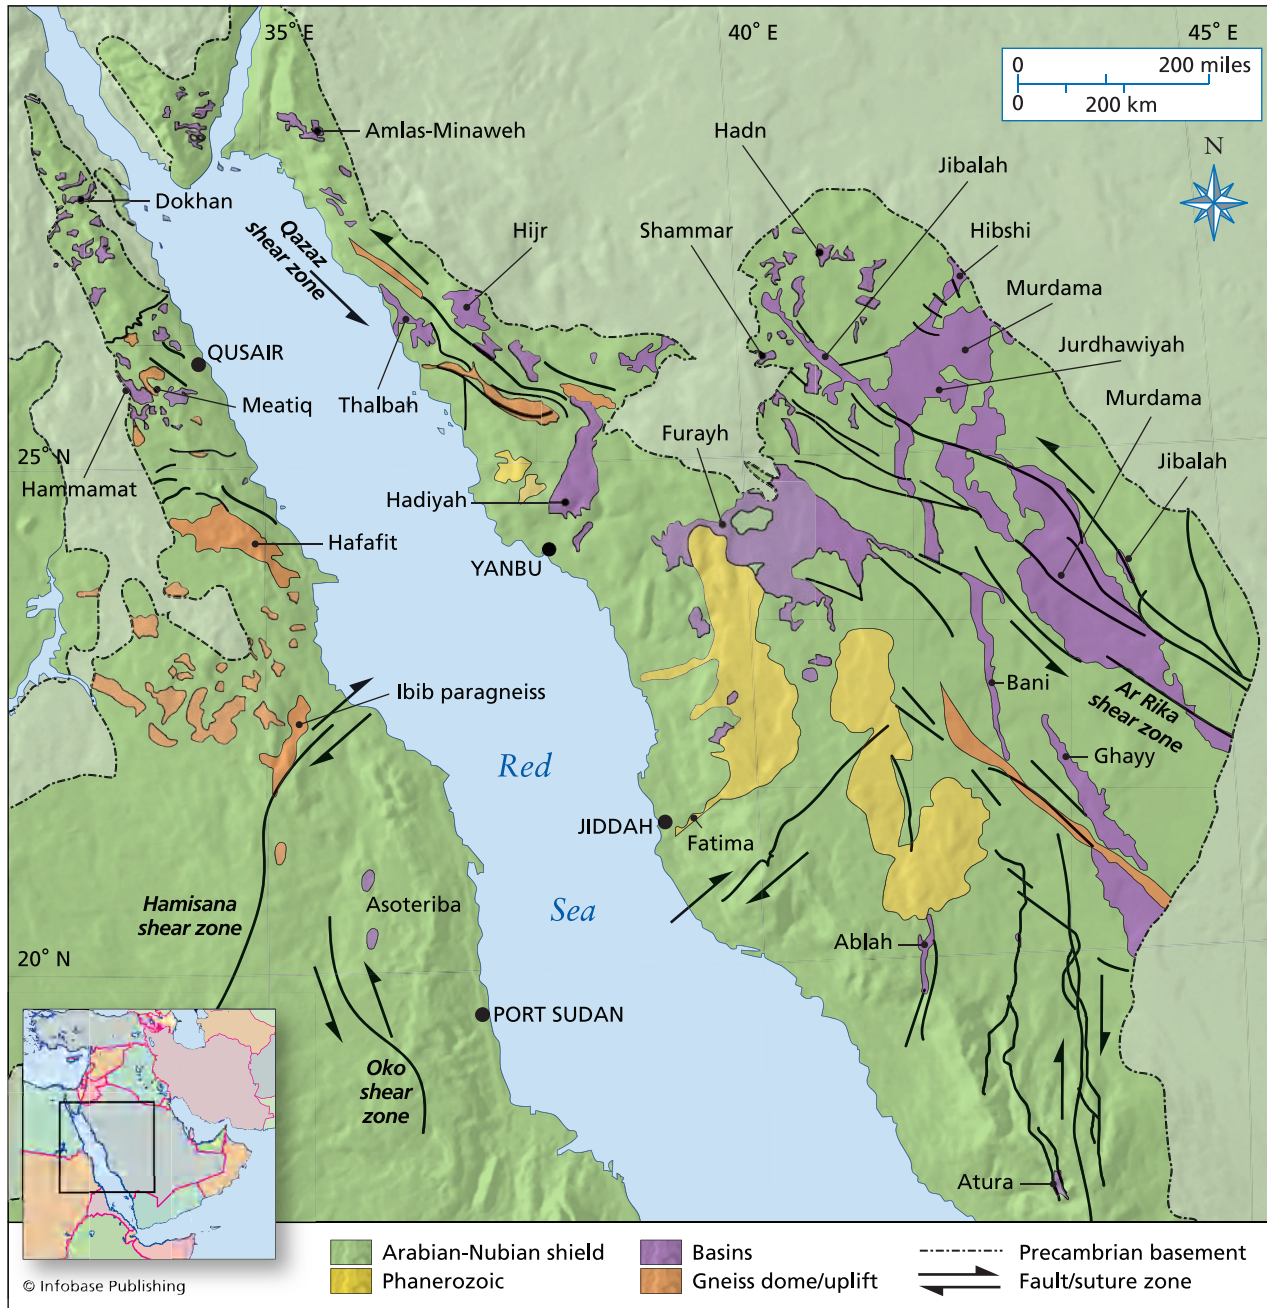 35° E
40° E
45° E
0
200 miles
0
200 km
N
Amlas-Minaweh
Hadn
Jibalah
Dokhan
Qazaz
shear zone
Hijr
Shammar
Hibshi
Murdama
QUSAIR
Jurdhawiyah
Meatiq
Thalbah
Murdama
Furayh
25° N
Jibalah
Hammamat
Hadiyah
Hafafit
YANBU
Ibib paragneiss
Bani
Ar Rika
shear zone
Red
Ghayy
JIDDAH
Fatima
Hamisana
shear zone
Asoteriba
Sea
Ablah
20° N
PORT SUDAN
Oko
shear
zone
Atura
Arabian-Nubian shield
Basins
Precambrian basement
Phanerozoic
Gneiss dome/uplift
Fault/suture zone
© Infobase Publishing